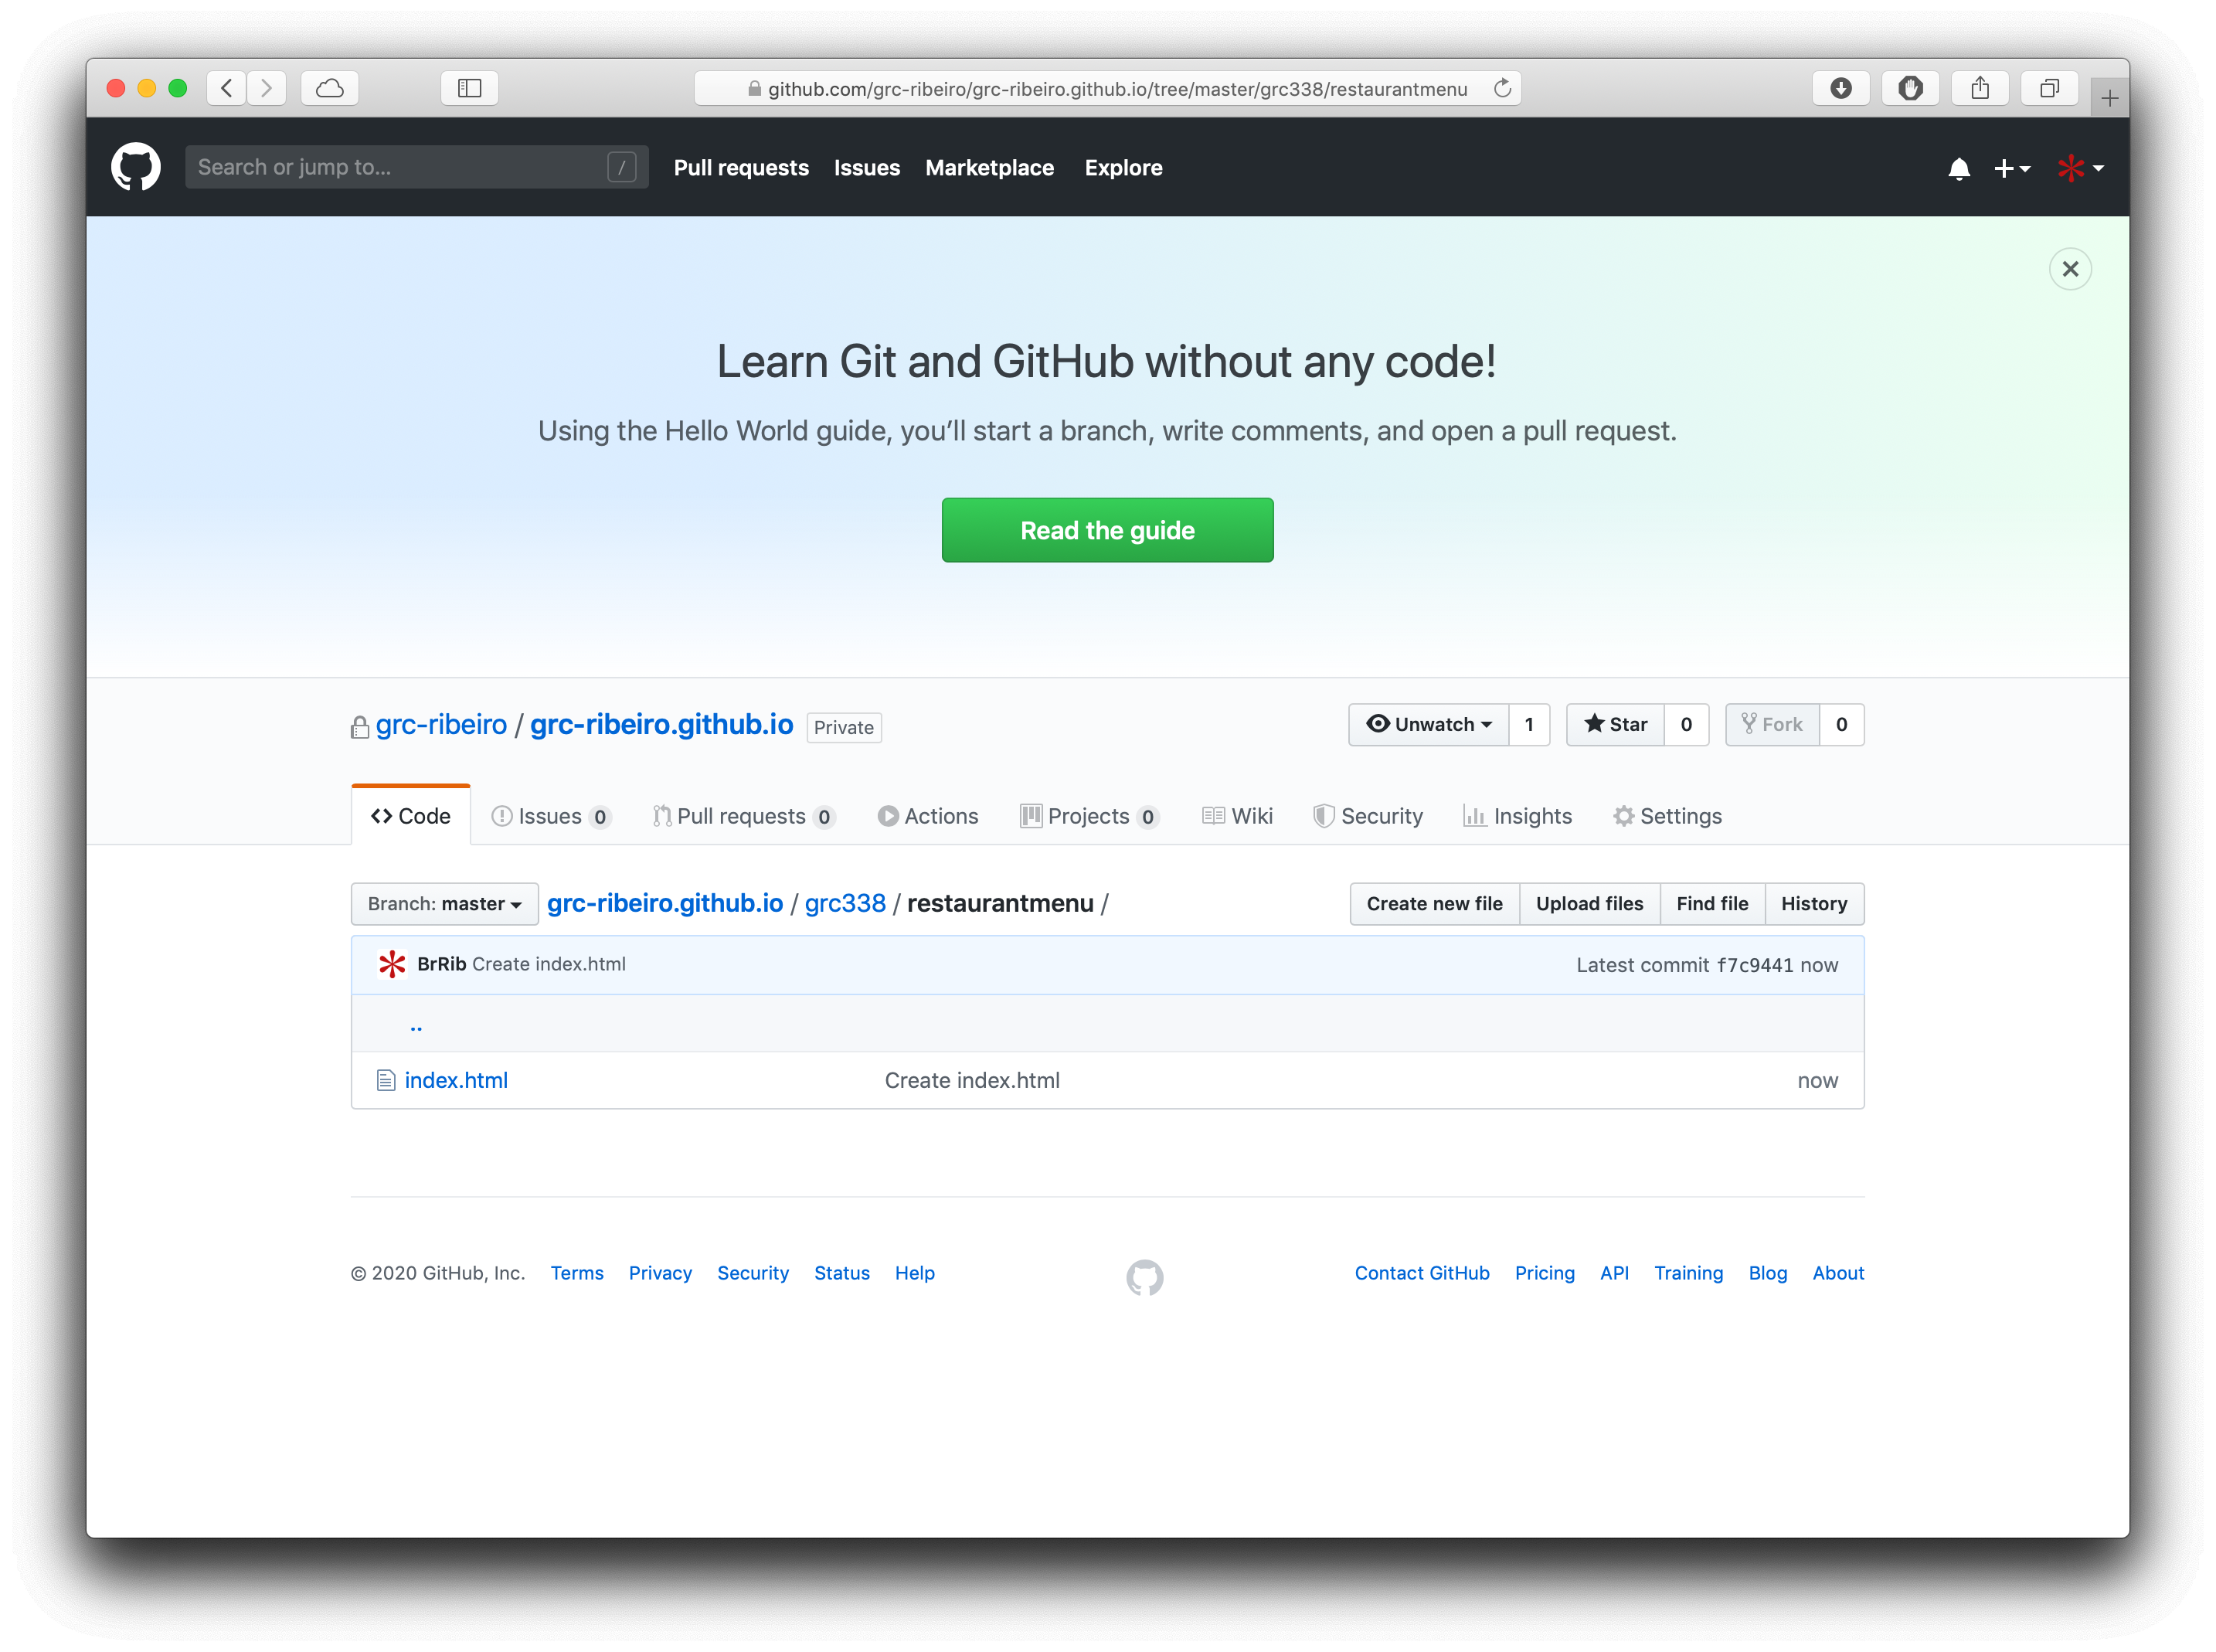 github.com/grc-ribeiro/grc-ribeiro.github.io/tree/master/grc338/restaurantmenu
Search or jump to... / Pull requests Issues Marketplace Explore
Learn Git and GitHub without any code!
Using the Hello World guide, you’ll start a branch, write comments, and open a pull request.
Read the guide
grc-ribeiro / grc-ribeiro.github.io Private Unwatch 1 Star 0 Fork 0
Code Issues 0 Pull requests 0 Actions Projects 0 Wiki Security Insights Settings
Branch: master grc-ribeiro.github.io / grc338 / restaurantmenu / Create new file Upload files Find file History
BrRib Create index.html Latest commit f7c9441 now
..
index.html Create index.html now
© 2020 GitHub, Inc. Terms Privacy Security Status Help Contact GitHub Pricing API Training Blog About